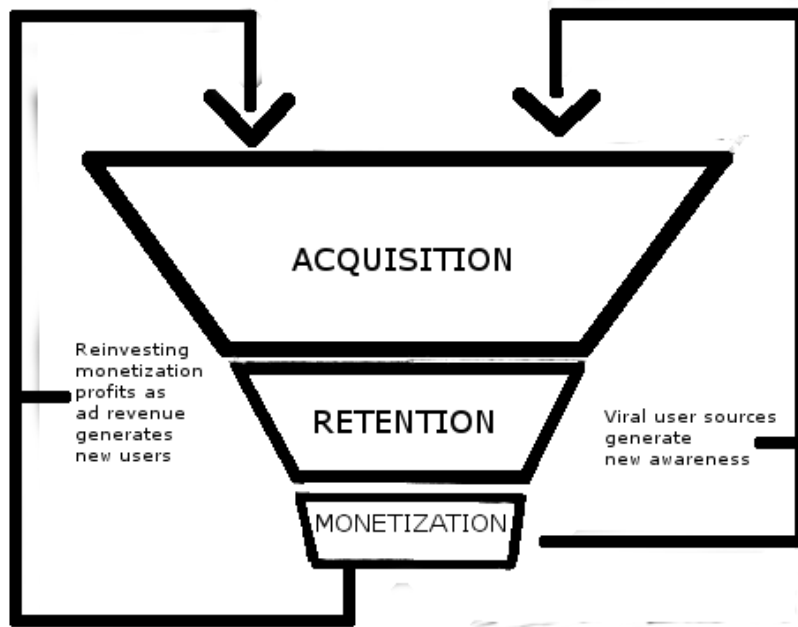 ACQUISITION
Reinvesting
monetization
profits as
ad revenue
generates
new users
RETENTION
Viral user sources
generate
new awareness
MONETIZATION